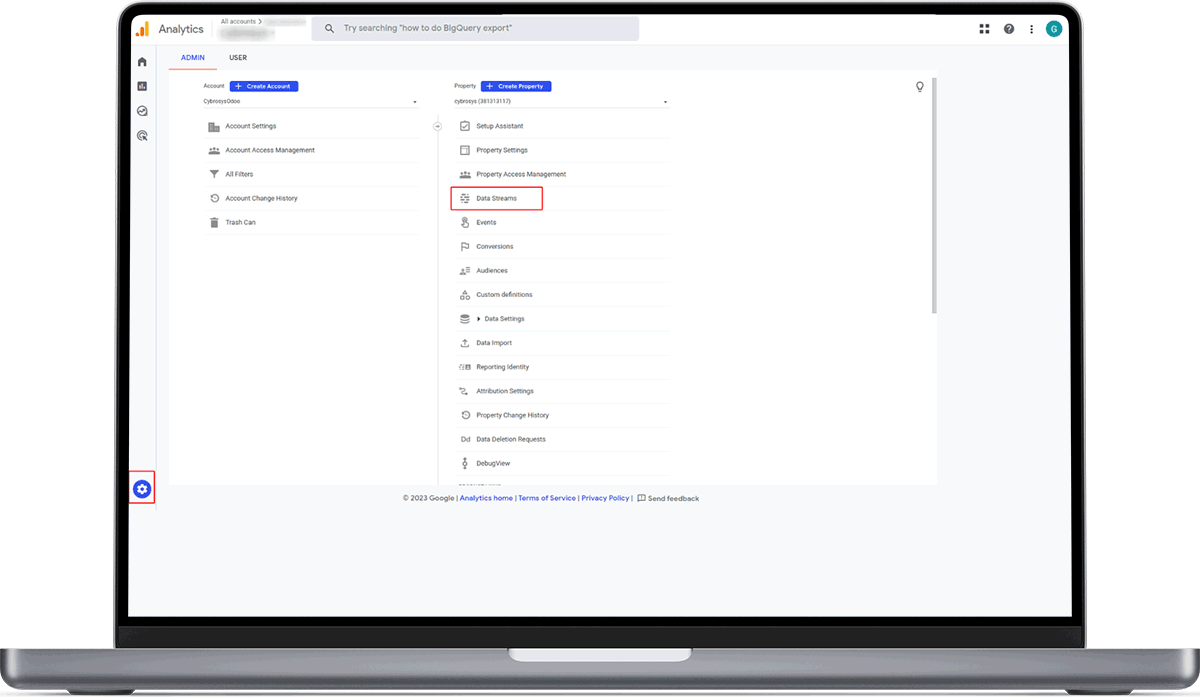 Analytics
All accounts >
Try searching "how to do BigQuery export"
G
ADMIN
USER
Account
+ Create Account
CybrosysOdoo
Account Settings
Account Access Management
All Filters
Account Change History
Trash Can
Property
+ Create Property
cybrosys (381313117)
Setup Assistant
Property Settings
Property Access Management
Data Streams
Events
Conversions
Audiences
Custom definitions
Data Settings
Data Import
Reporting Identity
Attribution Settings
Property Change History
Dd Data Deletion Requests
DebugView
© 2023 Google | Analytics home | Terms of Service | Privacy Policy | Send feedback